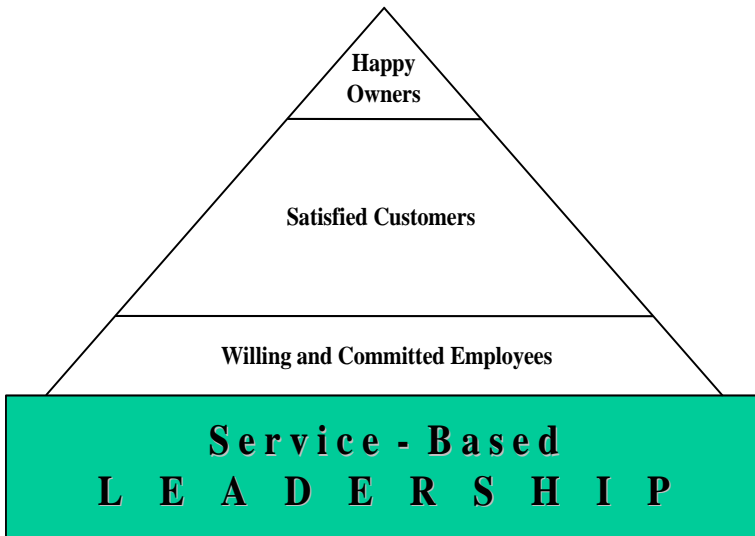 Happy
Owners
Satisfied Customers
Willing and Committed Employees
Service - Based
LEADERSHIP